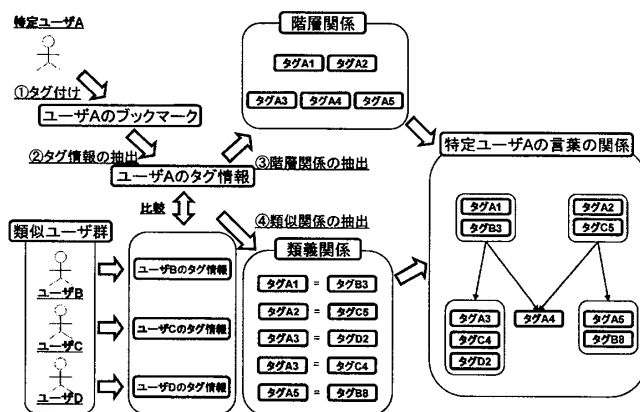 特定ユーザA
①タグ付け
ユーザAのブックマーク
②タグ情報の抽出
ユーザAのタグ情報
③階層関係の抽出
階層関係
タグA1 タグA2
タグA3 タグA4 タグA5
比較
④類似関係の抽出
類似ユーザ群
ユーザB
ユーザC
ユーザD
ユーザBのタグ情報
ユーザCのタグ情報
ユーザDのタグ情報
類義関係
タグA1 = タグB3
タグA2 = タグC5
タグA3 = タグD2
タグA3 = タグC4
タグA5 = タグB8
特定ユーザAの言葉の関係
タグA1 タグA2
タグB3 タグC5
タグA3 タグA4 タグA5
タグC4 タグB8
タグD2